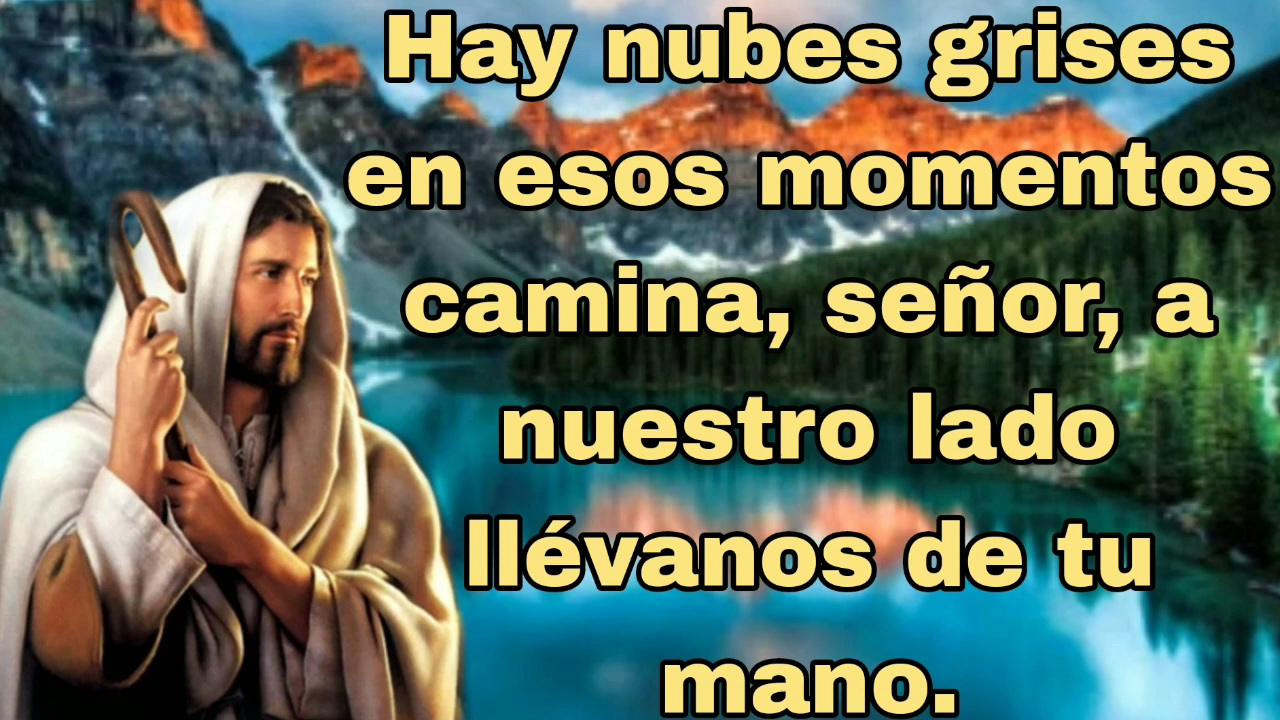 Hay nubes grises
en esos momentos
camina, señor, a
nuestro lado
llévanos de tu
mano.